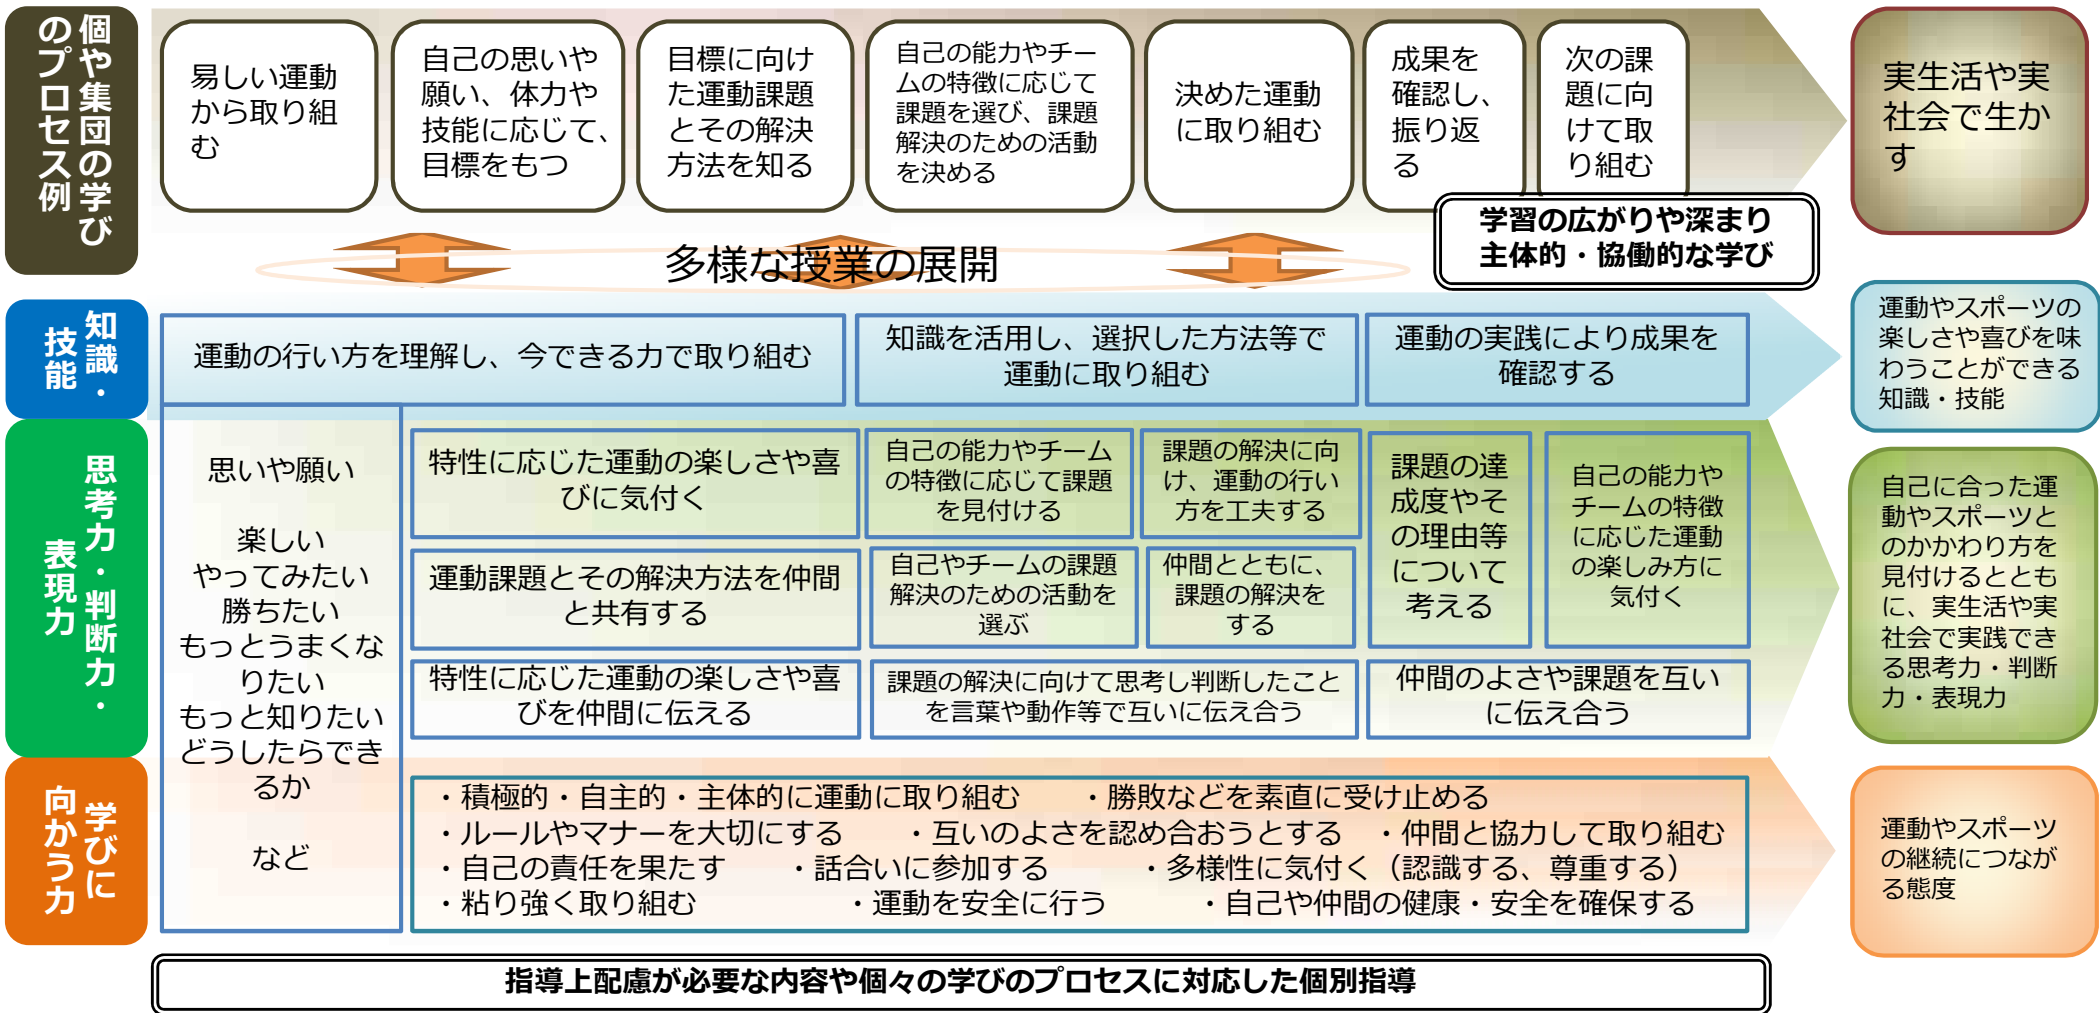 個や集団の学び
のプロセス例
易しい運動
から取り組
む
自己の思いや
願い、体力や
技能に応じて、
目標をもつ
目標に向け
た運動課題
とその解決
方法を知る
自己の能力やチー
ムの特徴に応じて
課題を選び、課題
解決のための活動
を決める
決めた運動
に取り組む
成果を
確認し、
振り返
る
次の課
題に向
けて取
り組む
実生活や実
社会で生か
す
学習の広がりや深まり
主体的・協働的な学び
多様な授業の展開
知識・
技能
運動の行い方を理解し、今できる力で取り組む
知識を活用し、選択した方法等で
運動に取り組む
運動の実践により成果を
確認する
運動やスポーツの
楽しさや喜びを味
わうことができる
知識・技能
思考力・判断力・
表現力
思いや願い
楽しい
やってみたい
勝ちたい
もっとうまくな
りたい
もっと知りたい
どうしたらでき
るか
など
特性に応じた運動の楽しさや喜
びに気付く
自己の能力やチーム
の特徴に応じて課題
を見付ける
課題の解決に向
け、運動の行い
方を工夫する
課題の達
成度やそ
の理由等
について
考える
自己の能力や
チームの特徴
に応じた運動
の楽しみ方に
気付く
運動課題とその解決方法を仲間
と共有する
自己やチームの課題
解決のための活動を
選ぶ
仲間とともに、
課題の解決を
する
特性に応じた運動の楽しさや喜
びを仲間に伝える
課題の解決に向けて思考し判断したこと
を言葉や動作等で互いに伝え合う
仲間のよさや課題を互い
に伝え合う
自己に合った運
動やスポーツと
のかかわり方を
見付けるととも
に、実生活や実
社会で実践でき
る思考力・判断
力・表現力
学びに
向かう力
・積極的・自主的・主体的に運動に取り組む ・勝敗などを素直に受け止める
・ルールやマナーを大切にする ・互いのよさを認め合おうとする ・仲間と協力して取り組む
・自己の責任を果たす ・話合いに参加する ・多様性に気付く（認識する、尊重する）
・粘り強く取り組む ・運動を安全に行う ・自己や仲間の健康・安全を確保する
運動やスポーツ
の継続につなが
る態度
指導上配慮が必要な内容や個々の学びのプロセスに対応した個別指導